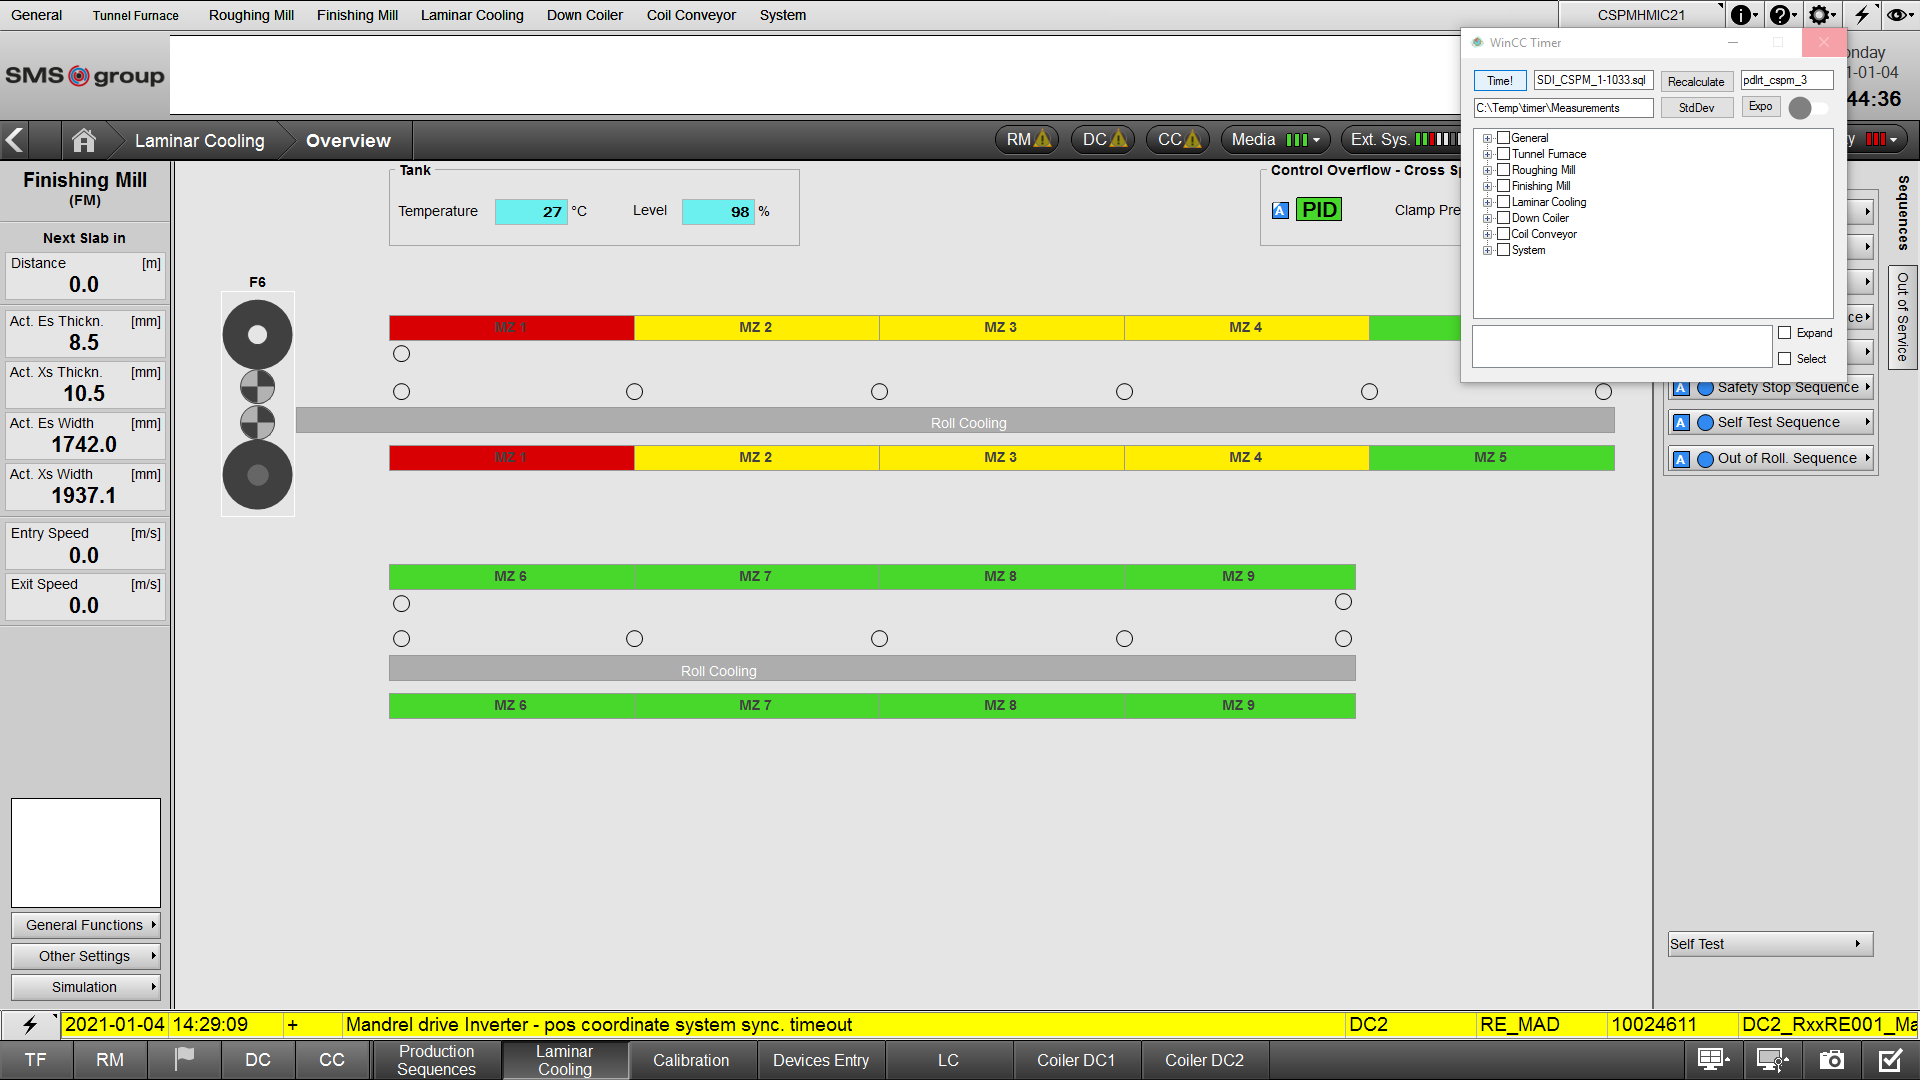 General Tunnel Furnace Roughing Mill Finishing Mill Laminar Cooling Down Coiler Coil Conveyor System CSPMHMIC21
SMS group
WinCC Timer
Time! SDI_CSPM_1-1033.sql Recalculate pdlrt_cspm_3
C:\Temp\timer\Measurements StdDev Expo
General
Tunnel Furnace
Roughing Mill
Finishing Mill
Laminar Cooling
Down Coiler
Coil Conveyor
System
Expand
Select
onday
1-01-04
44:36
Laminar Cooling Overview RM DC CC Media Ext. Sys. y
Finishing Mill
(FM)
Next Slab in
Distance [m]
0.0
Act. Es Thickn. [mm]
8.5
Act. Xs Thickn. [mm]
10.5
Act. Es Width [mm]
1742.0
Act. Xs Width [mm]
1937.1
Entry Speed [m/s]
0.0
Exit Speed [m/s]
0.0
General Functions
Other Settings
Simulation
Tank
Temperature 27 °C Level 98 %
Control Overflow - Cross Sp
A PID Clamp Pre
F6
MZ 1 MZ 2 MZ 3 MZ 4
Roll Cooling
MZ 1 MZ 2 MZ 3 MZ 4 MZ 5
MZ 6 MZ 7 MZ 8 MZ 9
Roll Cooling
MZ 6 MZ 7 MZ 8 MZ 9
Sequences
Out of Service
ce
A Safety Stop Sequence
A Self Test Sequence
A Out of Roll. Sequence
Self Test
2021-01-04 14:29:09 + Mandrel drive Inverter - pos coordinate system sync. timeout DC2 RE_MAD 10024611 DC2_RxxRE001_Ma
TF RM DC CC Production Sequences Laminar Cooling Calibration Devices Entry LC Coiler DC1 Coiler DC2